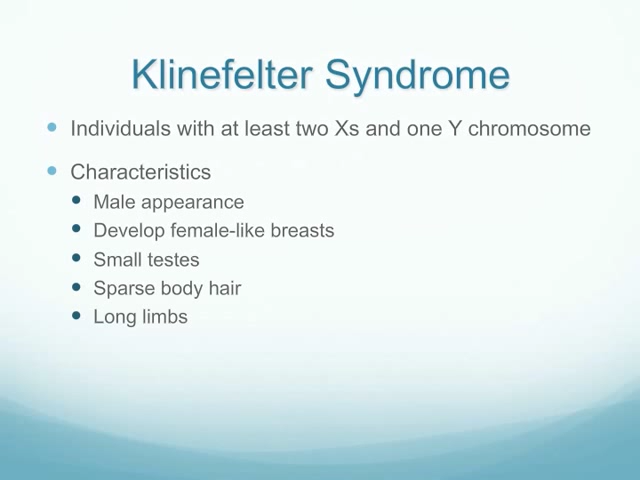 Klinefelter Syndrome
Individuals with at least two Xs and one Y chromosome
Characteristics
Male appearance
Develop female-like breasts
Small testes
Sparse body hair
Long limbs